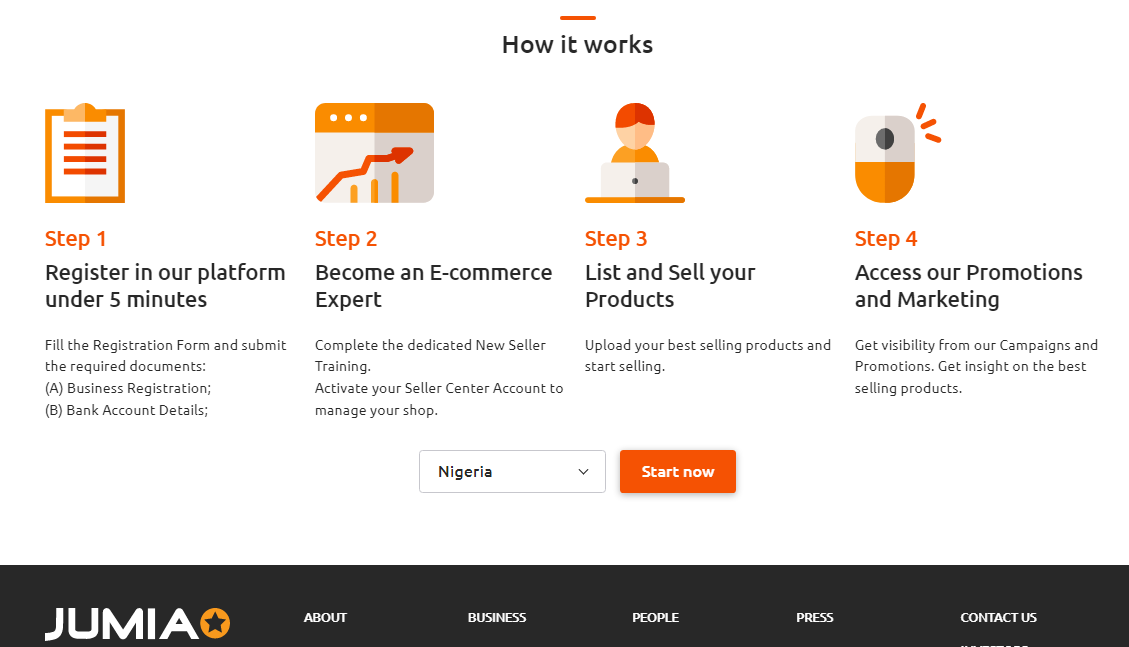 How it works
Step 1
Register in our platform
under 5 minutes
Fill the Registration Form and submit
the required documents:
(A) Business Registration;
(B) Bank Account Details;
Step 2
Become an E-commerce
Expert
Complete the dedicated New Seller
Training.
Activate your Seller Center Account to
manage your shop.
Step 3
List and Sell your
Products
Upload your best selling products and
start selling.
Step 4
Access our Promotions
and Marketing
Get visibility from our Campaigns and
Promotions. Get insight on the best
selling products.
Nigeria
Start now
JUMIA
ABOUT
BUSINESS
PEOPLE
PRESS
CONTACT US